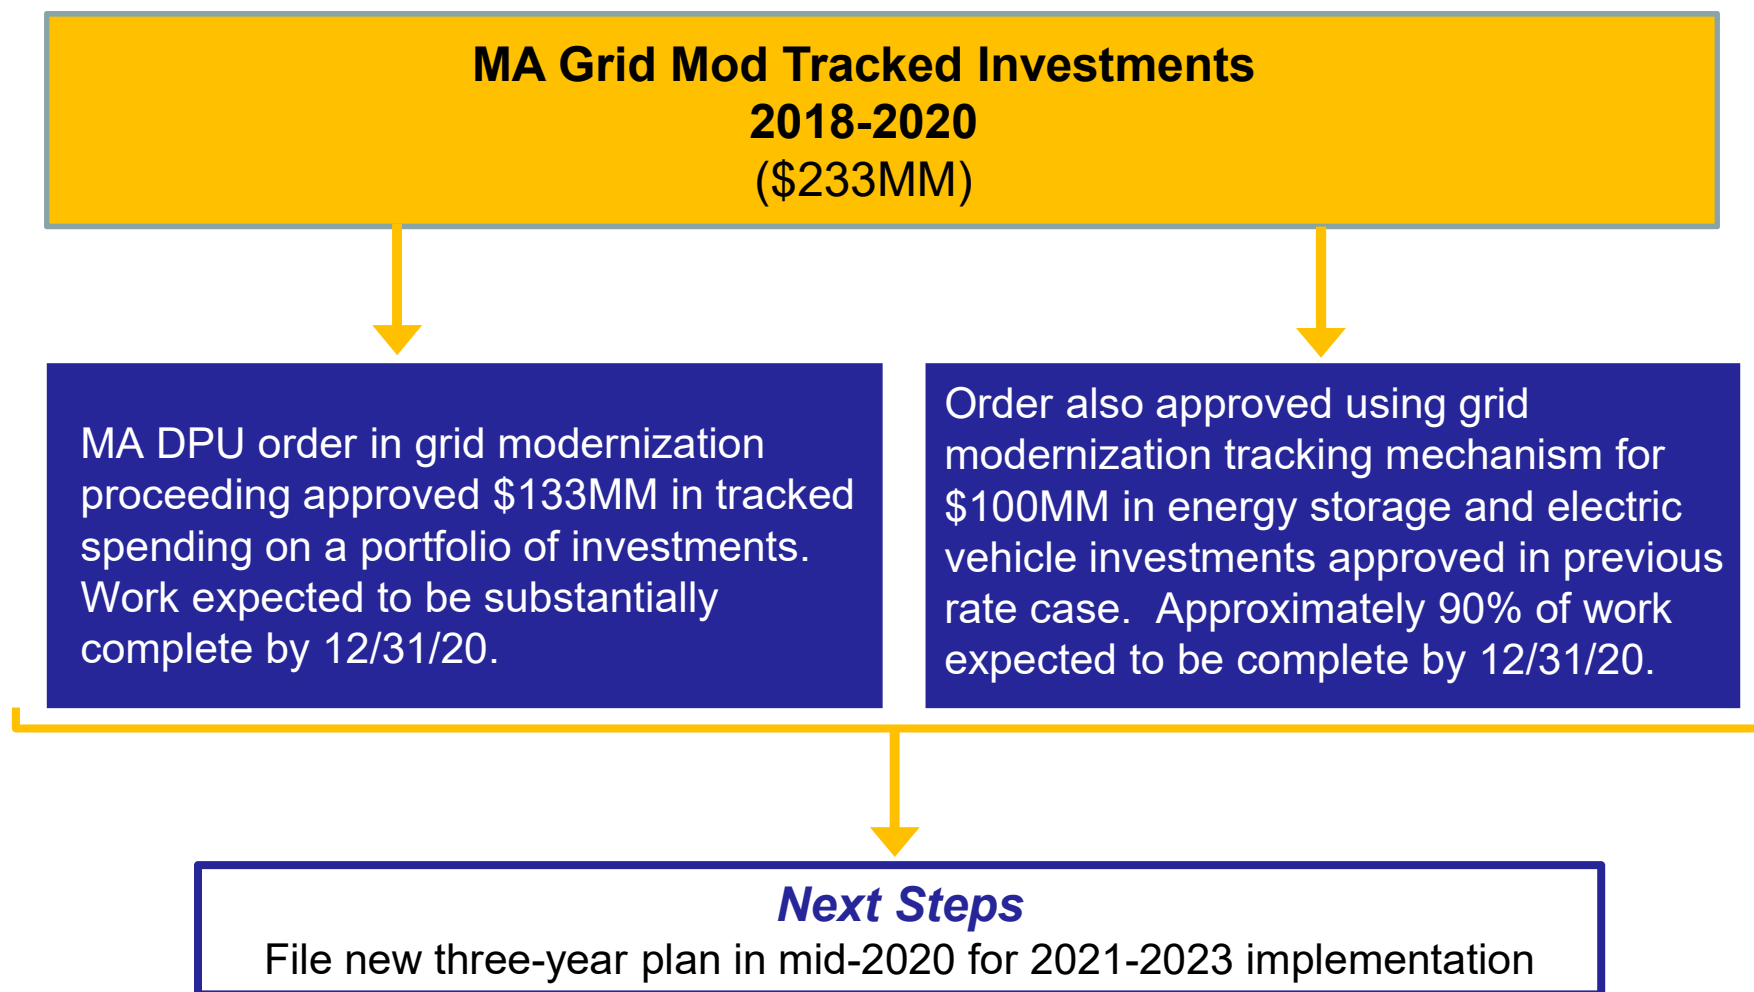 MA Grid Mod Tracked Investments
2018-2020
($233MM)
MA DPU order in grid modernization
proceeding approved $133MM in tracked
spending on a portfolio of investments.
Work expected to be substantially
complete by 12/31/20.
Order also approved using grid
modernization tracking mechanism for
$100MM in energy storage and electric
vehicle investments approved in previous
rate case.  Approximately 90% of work
expected to be complete by 12/31/20.
Next Steps
File new three-year plan in mid-2020 for 2021-2023 implementation